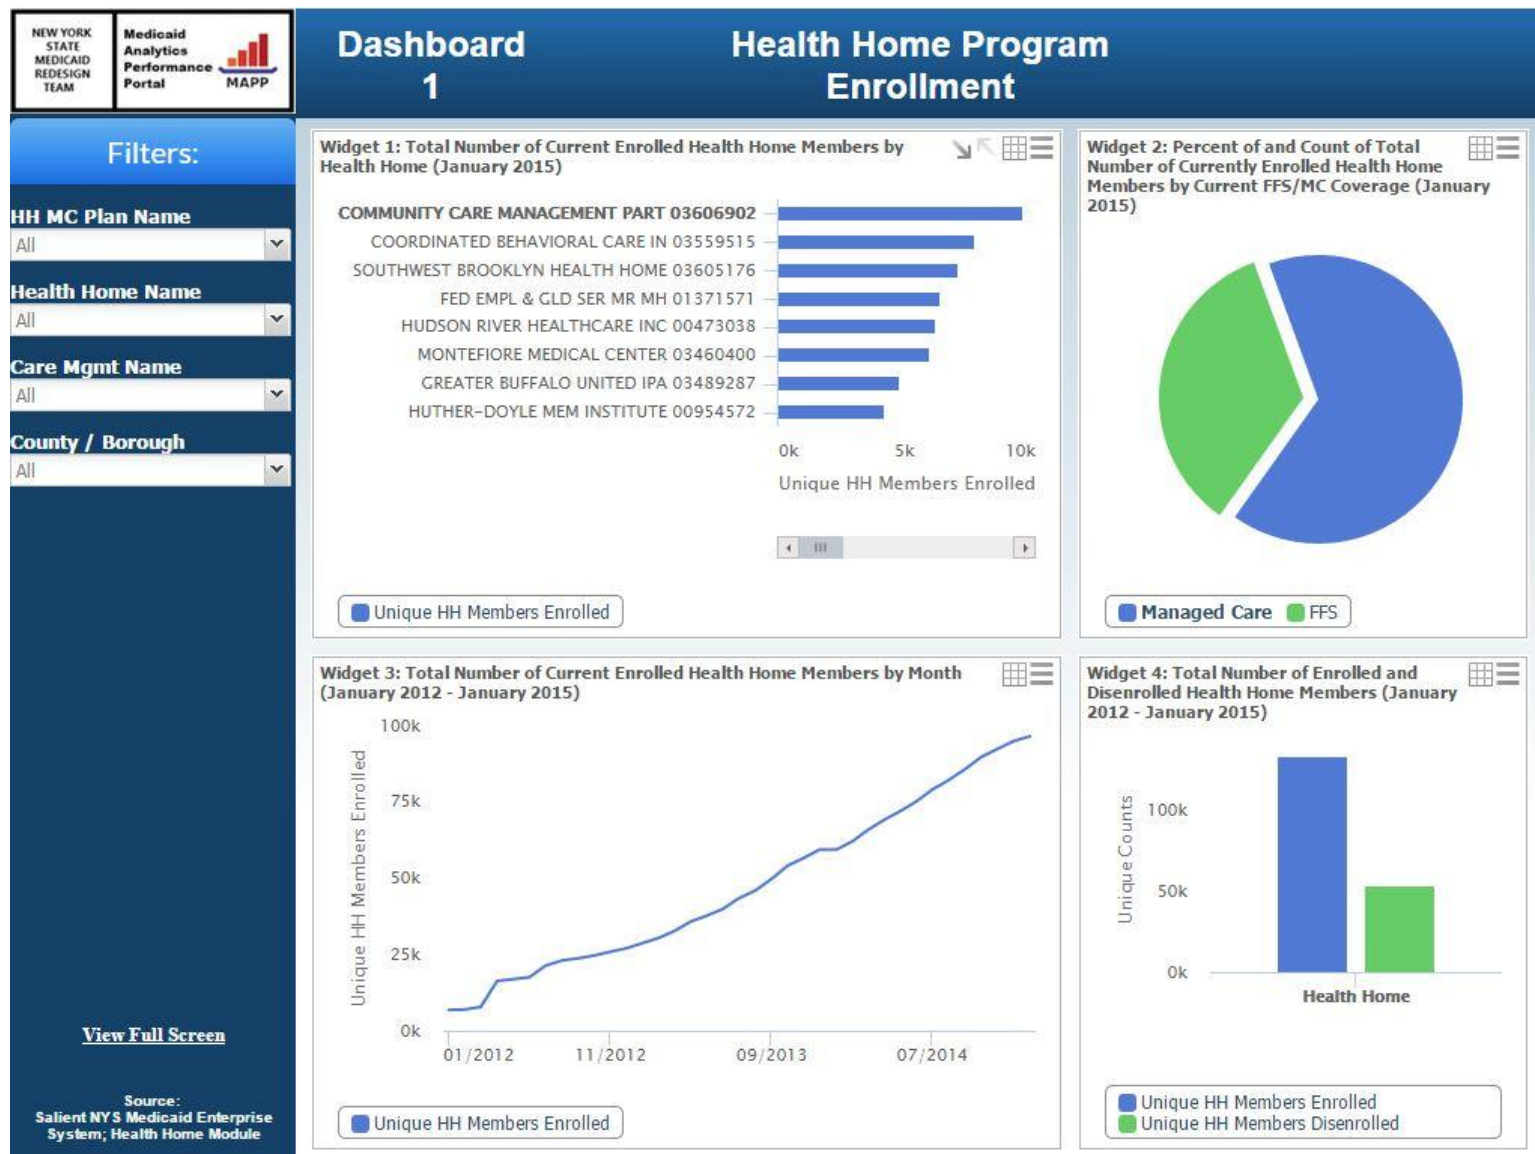 NEW YORK
STATE
MEDICAID
REDESIGN
TEAM
Medicaid
Analytics
Performance
Portal
MAPP
Dashboard
1
Health Home Program
Enrollment
Filters:
HH MC Plan Name
All
Health Home Name
All
Care Mgmt Name
All
County / Borough
All
View Full Screen
Source:
Salient NYS Medicaid Enterprise
System; Health Home Module
Widget 1: Total Number of Current Enrolled Health Home Members by
Health Home (January 2015)
COMMUNITY CARE MANAGEMENT PART 03606902
COORDINATED BEHAVIORAL CARE IN 03559515
SOUTHWEST BROOKLYN HEALTH HOME 03605176
FED EMPL & GLD SER MR MH 01371571
HUDSON RIVER HEALTHCARE INC 00473038
MONTEFIORE MEDICAL CENTER 03460400
GREATER BUFFALO UNITED IPA 03489287
HUTHER-DOYLE MEM INSTITUTE 00954572
0k 5k 10k
Unique HH Members Enrolled
Unique HH Members Enrolled
Widget 2: Percent of and Count of Total
Number of Currently Enrolled Health Home
Members by Current FFS/MC Coverage (January
2015)
Managed Care FFS
Widget 3: Total Number of Current Enrolled Health Home Members by Month
(January 2012 - January 2015)
Unique HH Members Enrolled
100k
75k
50k
25k
0k
01/2012 11/2012 09/2013 07/2014
Unique HH Members Enrolled
Widget 4: Total Number of Enrolled and
Disenrolled Health Home Members (January
2012 - January 2015)
Unique Counts
100k
50k
0k
Health Home
Unique HH Members Enrolled
Unique HH Members Disenrolled